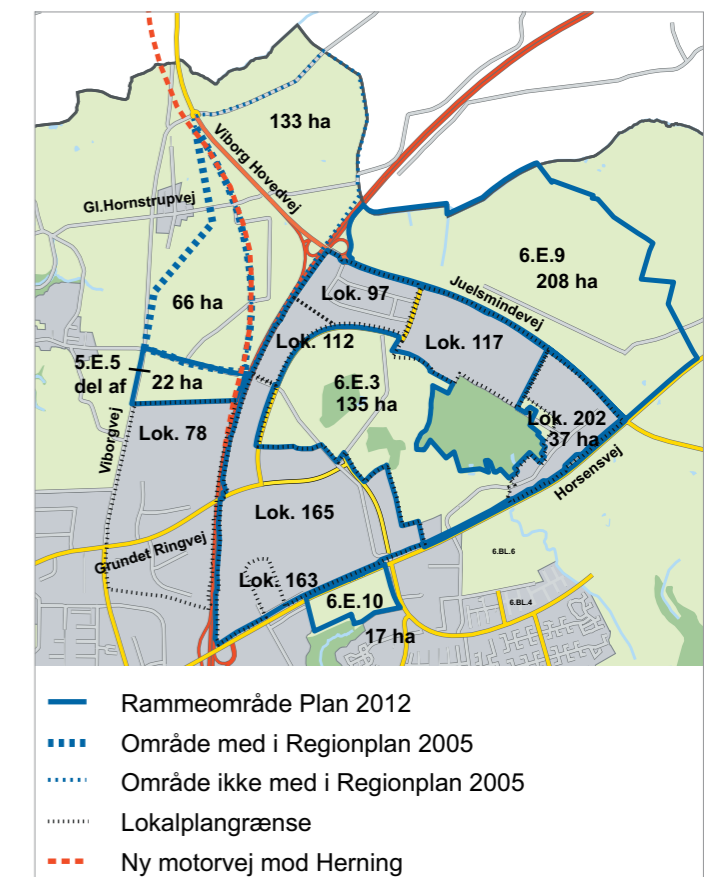 133 ha
Viborg Hovedvej
Gl.Hornstrupvej
6.E.9
208 ha
Juelsmindevej
66 ha
Lok. 97
Lok. 112
Lok. 117
5.E.5
del af
22 ha
6.E.3
135 ha
Viborgvej
Lok. 78
Lok. 202
37 ha
Horsensvej
Lok. 165
Grundet Ringvej
6.BL.6
Lok. 163
6.E.10
6.BL.4
17 ha
Rammeområde Plan 2012
Område med i Regionplan 2005
Område ikke med i Regionplan 2005
Lokalplangrænse
Ny motorvej mod Herning